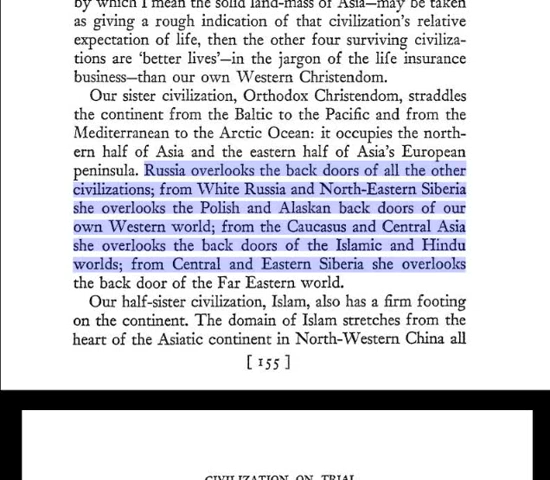 by which I mean the solid land-mass of Asia—may be taken
as giving a rough indication of that civilization's relative
expectation of life, then the other four surviving civiliza-
tions are 'better lives'—in the jargon of the life insurance
business—than our own Western Christendom.
Our sister civilization, Orthodox Christendom, straddles
the continent from the Baltic to the Pacific and from the
Mediterranean to the Arctic Ocean: it occupies the north-
ern half of Asia and the eastern half of Asia's European
peninsula. Russia overlooks the back doors of all the other
civilizations; from White Russia and North-Eastern Siberia
she overlooks the Polish and Alaskan back doors of our
own Western world; from the Caucasus and Central Asia
she overlooks the back doors of the Islamic and Hindu
worlds; from Central and Eastern Siberia she overlooks
the back door of the Far Eastern world.
Our half-sister civilization, Islam, also has a firm footing
on the continent. The domain of Islam stretches from the
heart of the Asiatic continent in North-Western China all
[ 155 ]
CIVILIZATION ON TRIAL